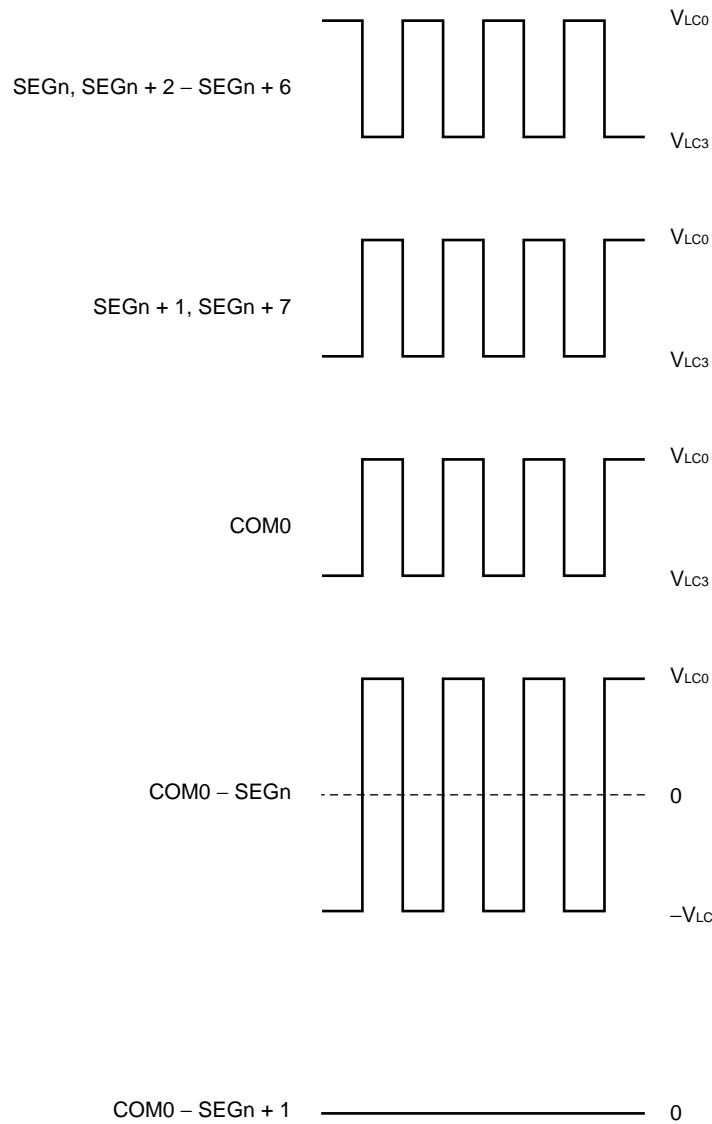 VLC0
SEGn, SEGn + 2 – SEGn + 6
VLC3
VLC0
SEGn + 1, SEGn + 7
VLC3
VLC0
COM0
VLC3
VLC0
COM0 – SEGn
0
–VLC
COM0 – SEGn + 1
0